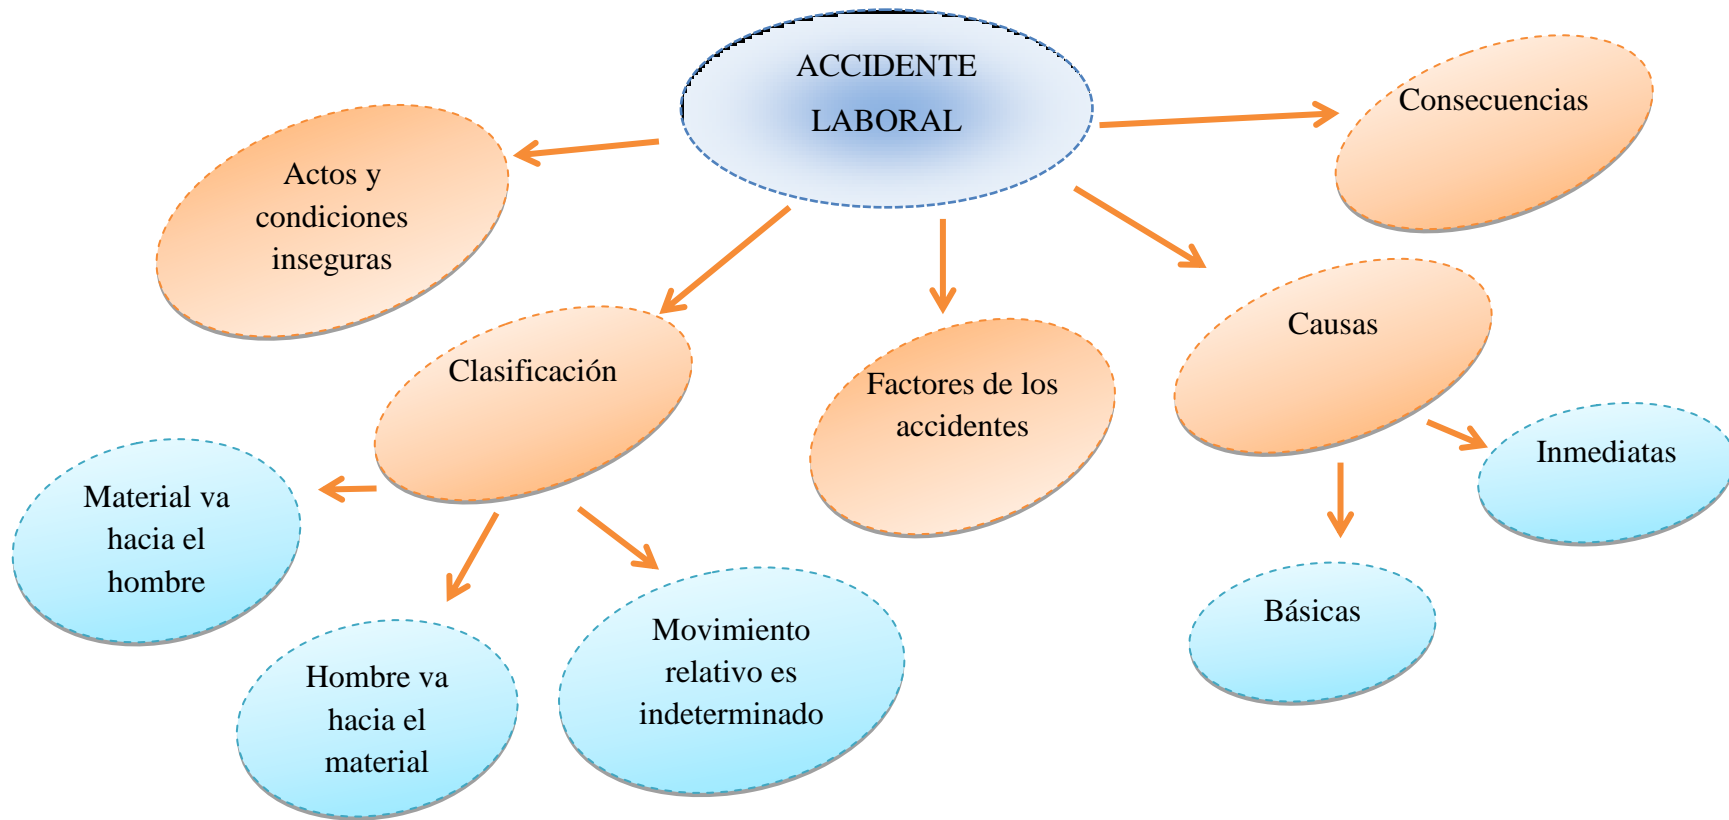 ACCIDENTE
LABORAL
Consecuencias
Actos y
condiciones
inseguras
Causas
Clasificación
Factores de los
accidentes
Inmediatas
Material va
hacia el
hombre
Básicas
Movimiento
relativo es
indeterminado
Hombre va
hacia el
material